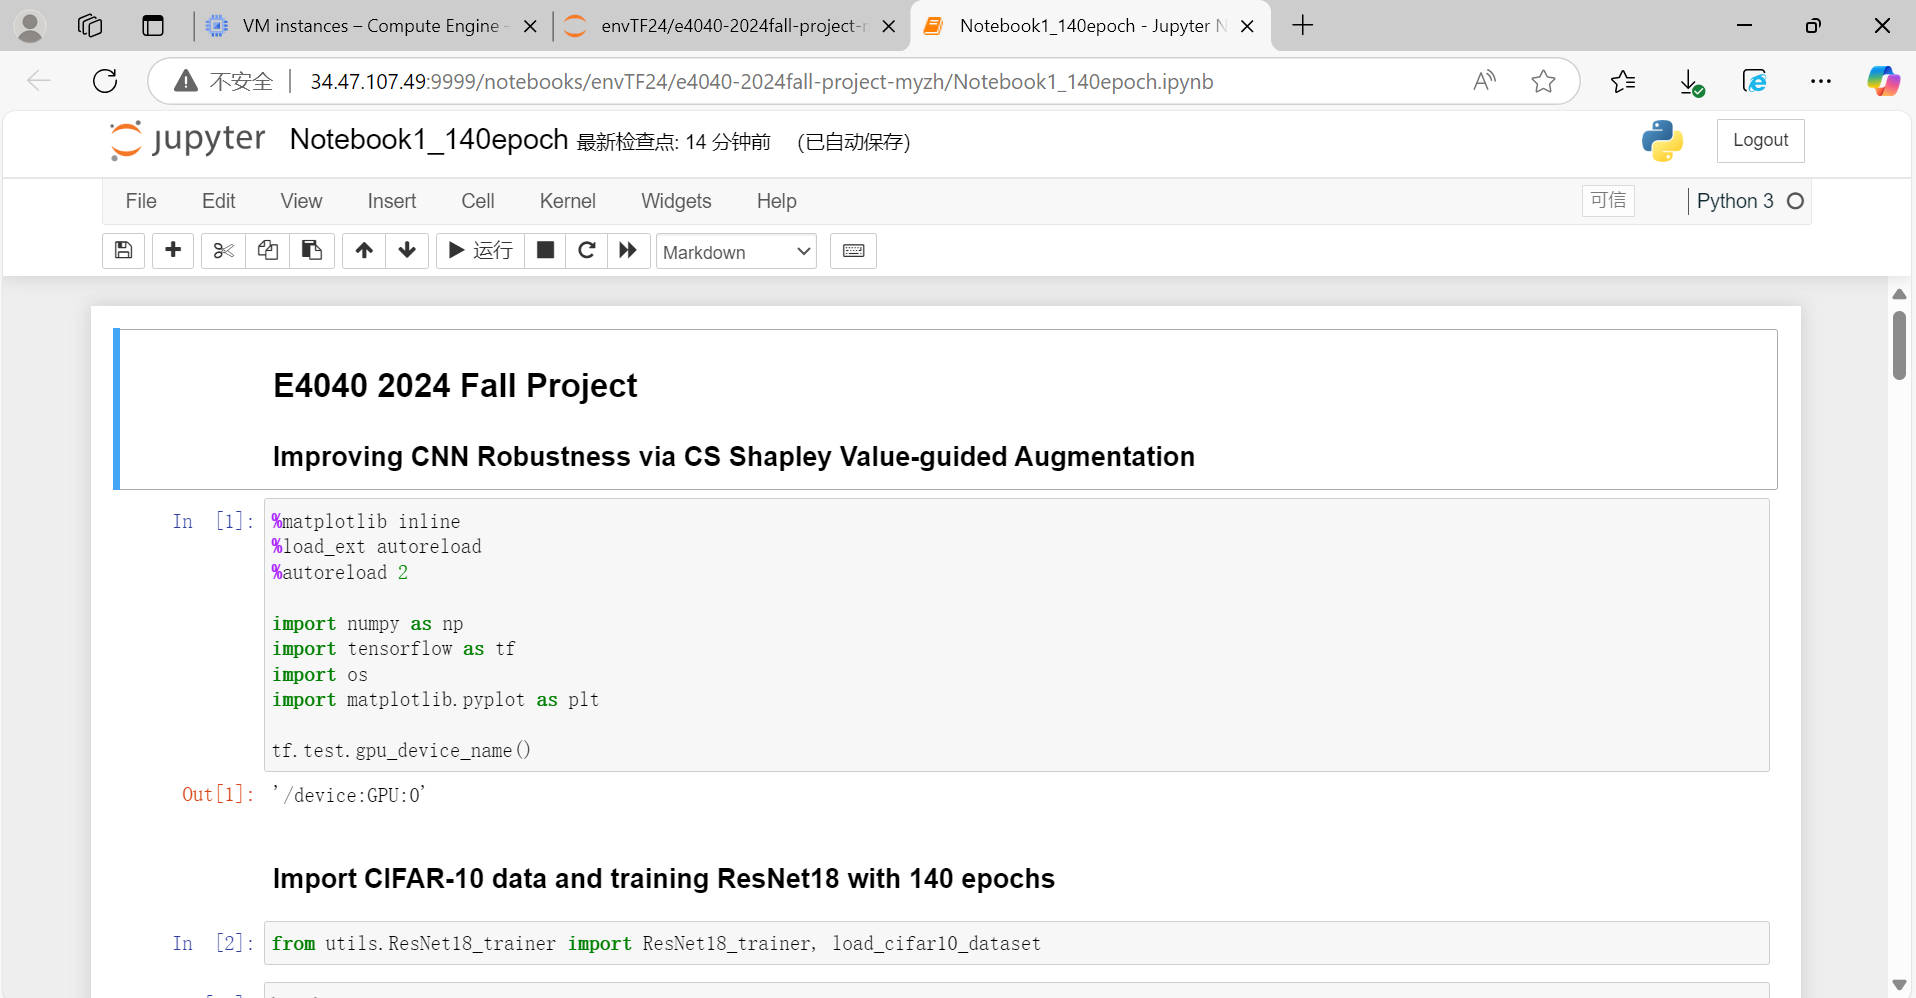 VM instances – Compute Engine -
envTF24/e4040-2024fall-project-m
Notebook1_140epoch - Jupyter N
不安全
34.47.107.49:9999/notebooks/envTF24/e4040-2024fall-project-myzh/Notebook1_140epoch.ipynb
jupyter Notebook1_140epoch 最新检查点: 14 分钟前 (已自动保存)
Logout
File Edit View Insert Cell Kernel Widgets Help 可信 Python 3
运行 Markdown
E4040 2024 Fall Project
Improving CNN Robustness via CS Shapley Value-guided Augmentation
In [1]: %matplotlib inline
%load_ext autoreload
%autoreload 2
import numpy as np
import tensorflow as tf
import os
import matplotlib.pyplot as plt
tf.test.gpu_device_name()
Out[1]: '/device:GPU:0'
Import CIFAR-10 data and training ResNet18 with 140 epochs
In [2]: from utils.ResNet18_trainer import ResNet18_trainer, load_cifar10_dataset